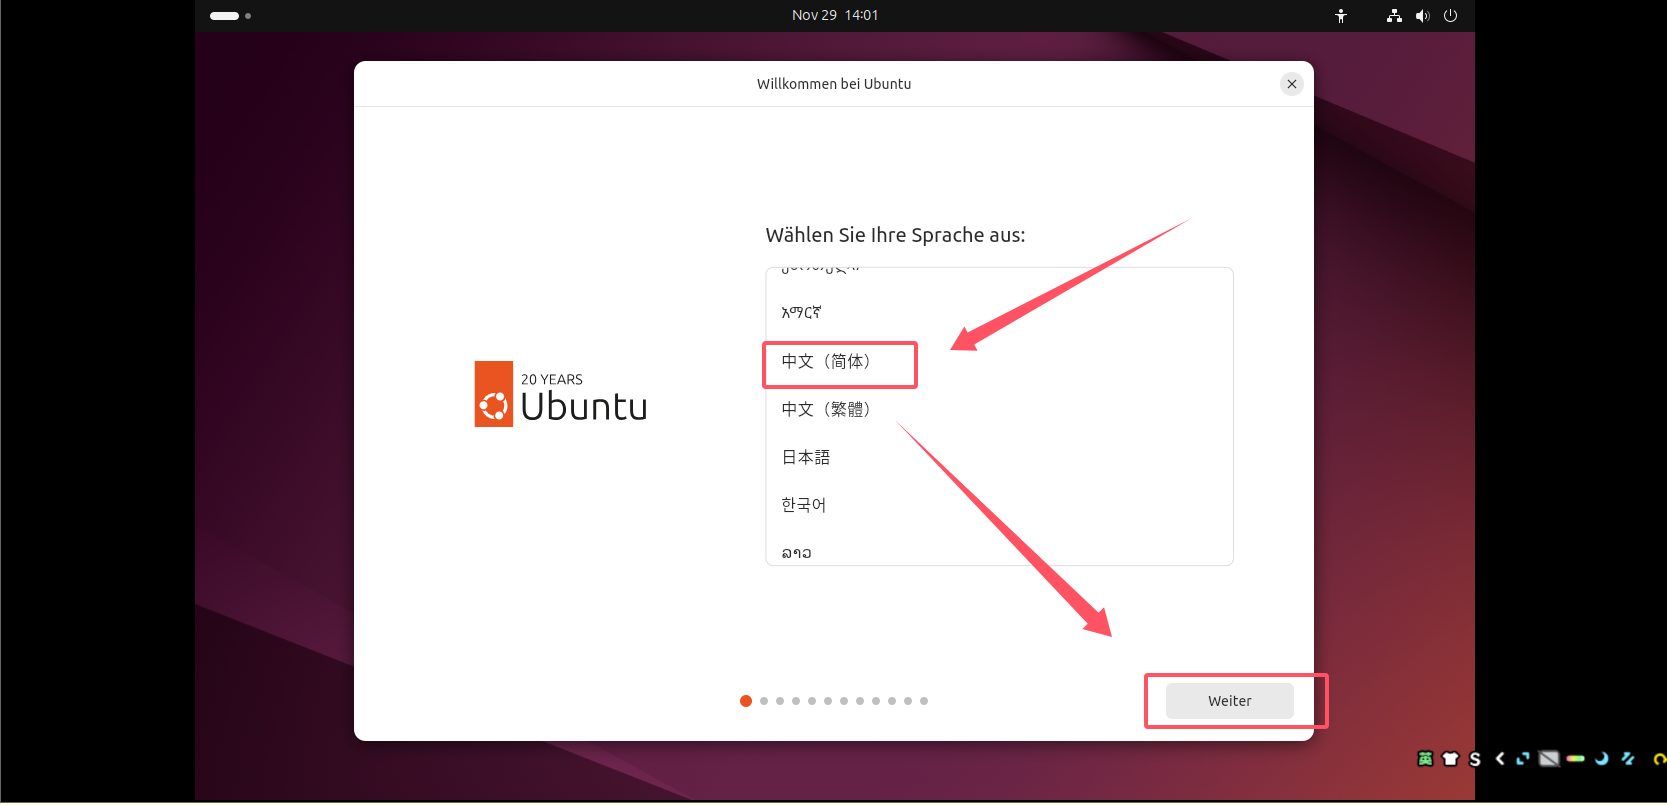 Nov 29 14:01
Willkommen bei Ubuntu
Wählen Sie Ihre Sprache aus:
አማርኛ
中文（简体）
中文（繁體）
日本語
한국어
ລາວ
20 YEARS
Ubuntu
Weiter
英
S